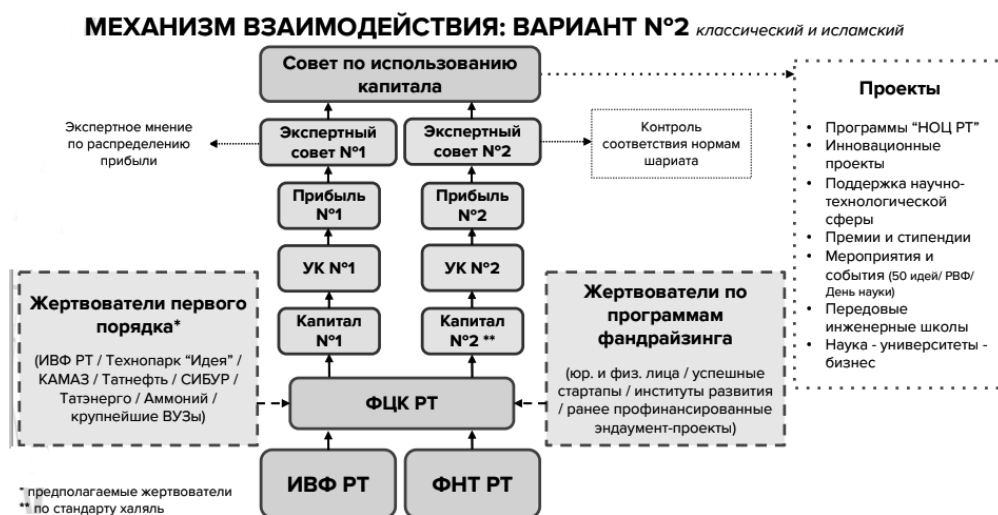 МЕХАНИЗМ ВЗАИМОДЕЙСТВИЯ: ВАРИАНТ №2 классический и исламский
Совет по использованию
капитала
Экспертное мнение
по распределению
прибыли
Экспертный
совет №1
Экспертный
совет №2
Контроль
соответствия нормам
шариата
Прибыль
№1
Прибыль
№2
УК №1
УК №2
Капитал
№1
Капитал
№2 **
Жертвователи первого
порядка*
(ИВФ РТ / Технопарк “Идея” /
КАМАЗ / Татнефть / СИБУР /
Татэнерго / Аммоний /
крупнейшие ВУЗы)
Жертвователи по
программам
фандрайзинга
(юр. и физ. лица / успешные
стартапы / институты развития
/ ранее профинансированные
эндаумент-проекты)
ФЦК РТ
ИВФ РТ
ФНТ РТ
Проекты
• Программы “НОЦ РТ”
• Инновационные
проекты
• Поддержка научно-
технологической
сферы
• Премии и стипендии
• Мероприятия и
события (50 идей/ РВФ/
День науки)
• Передовые
инженерные школы
• Наука - университеты -
бизнес
* предполагаемые жертвователи
** по стандарту халяль